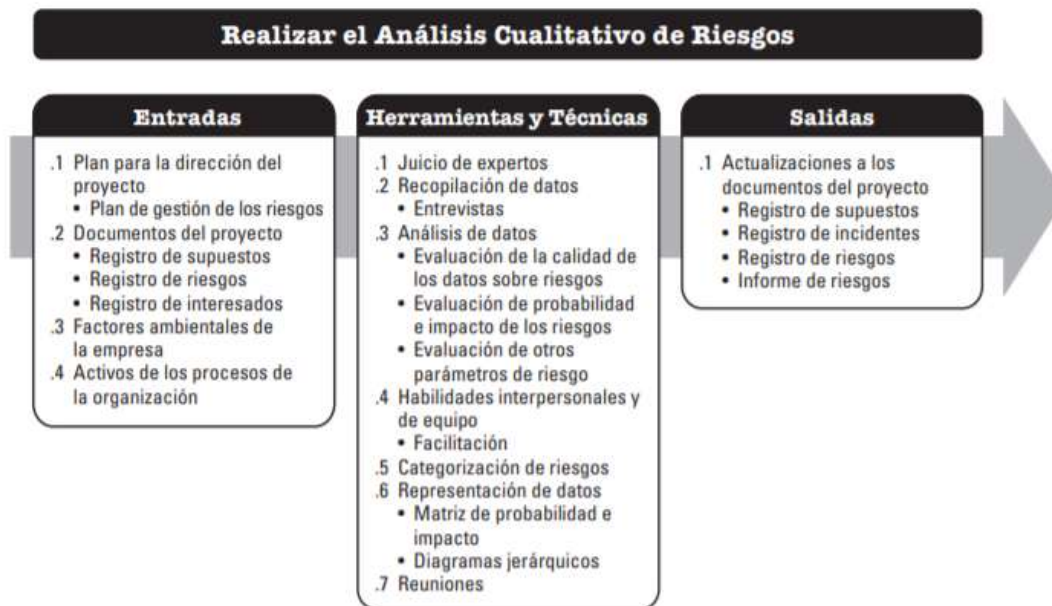 Realizar el Análisis Cualitativo de Riesgos
Entradas
.1 Plan para la dirección del
proyecto
• Plan de gestión de los riesgos
.2 Documentos del proyecto
• Registro de supuestos
• Registro de riesgos
• Registro de interesados
.3 Factores ambientales de
la empresa
.4 Activos de los procesos de
la organización
Herramientas y Técnicas
.1 Juicio de expertos
.2 Recopilación de datos
• Entrevistas
.3 Análisis de datos
• Evaluación de la calidad de
los datos sobre riesgos
• Evaluación de probabilidad
e impacto de los riesgos
• Evaluación de otros
parámetros de riesgo
.4 Habilidades interpersonales y
de equipo
• Facilitación
.5 Categorización de riesgos
.6 Representación de datos
• Matriz de probabilidad e
impacto
• Diagramas jerárquicos
.7 Reuniones
Salidas
.1 Actualizaciones a los
documentos del proyecto
• Registro de supuestos
• Registro de incidentes
• Registro de riesgos
• Informe de riesgos